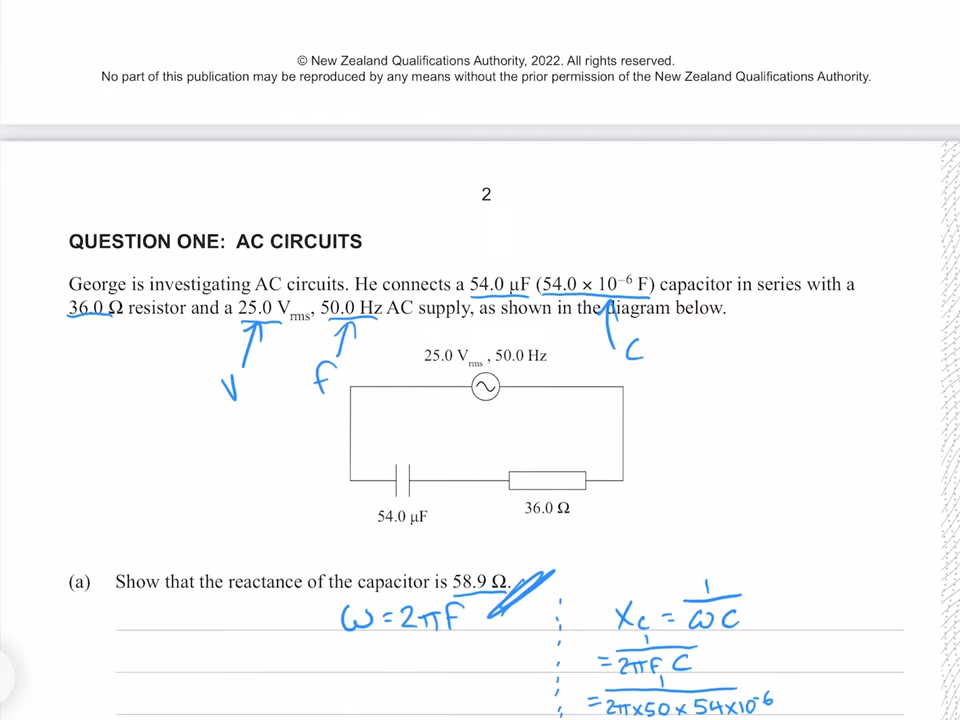 © New Zealand Qualifications Authority, 2022. All rights reserved.
No part of this publication may be reproduced by any means without the prior permission of the New Zealand Qualifications Authority.
2
QUESTION ONE: AC CIRCUITS
George is investigating AC circuits. He connects a 54.0 µF (54.0 × 10⁻⁶ F) capacitor in series with a
36.0 Ω resistor and a 25.0 Vrms, 50.0 Hz AC supply, as shown in the diagram below.
V
f
C
25.0 Vrms , 50.0 Hz
54.0 µF
36.0 Ω
(a) Show that the reactance of the capacitor is 58.9 Ω.
ω = 2πF
Xc = 1/ωC
= 1/2πF C
= 1/2π×50 × 54×10⁻⁶